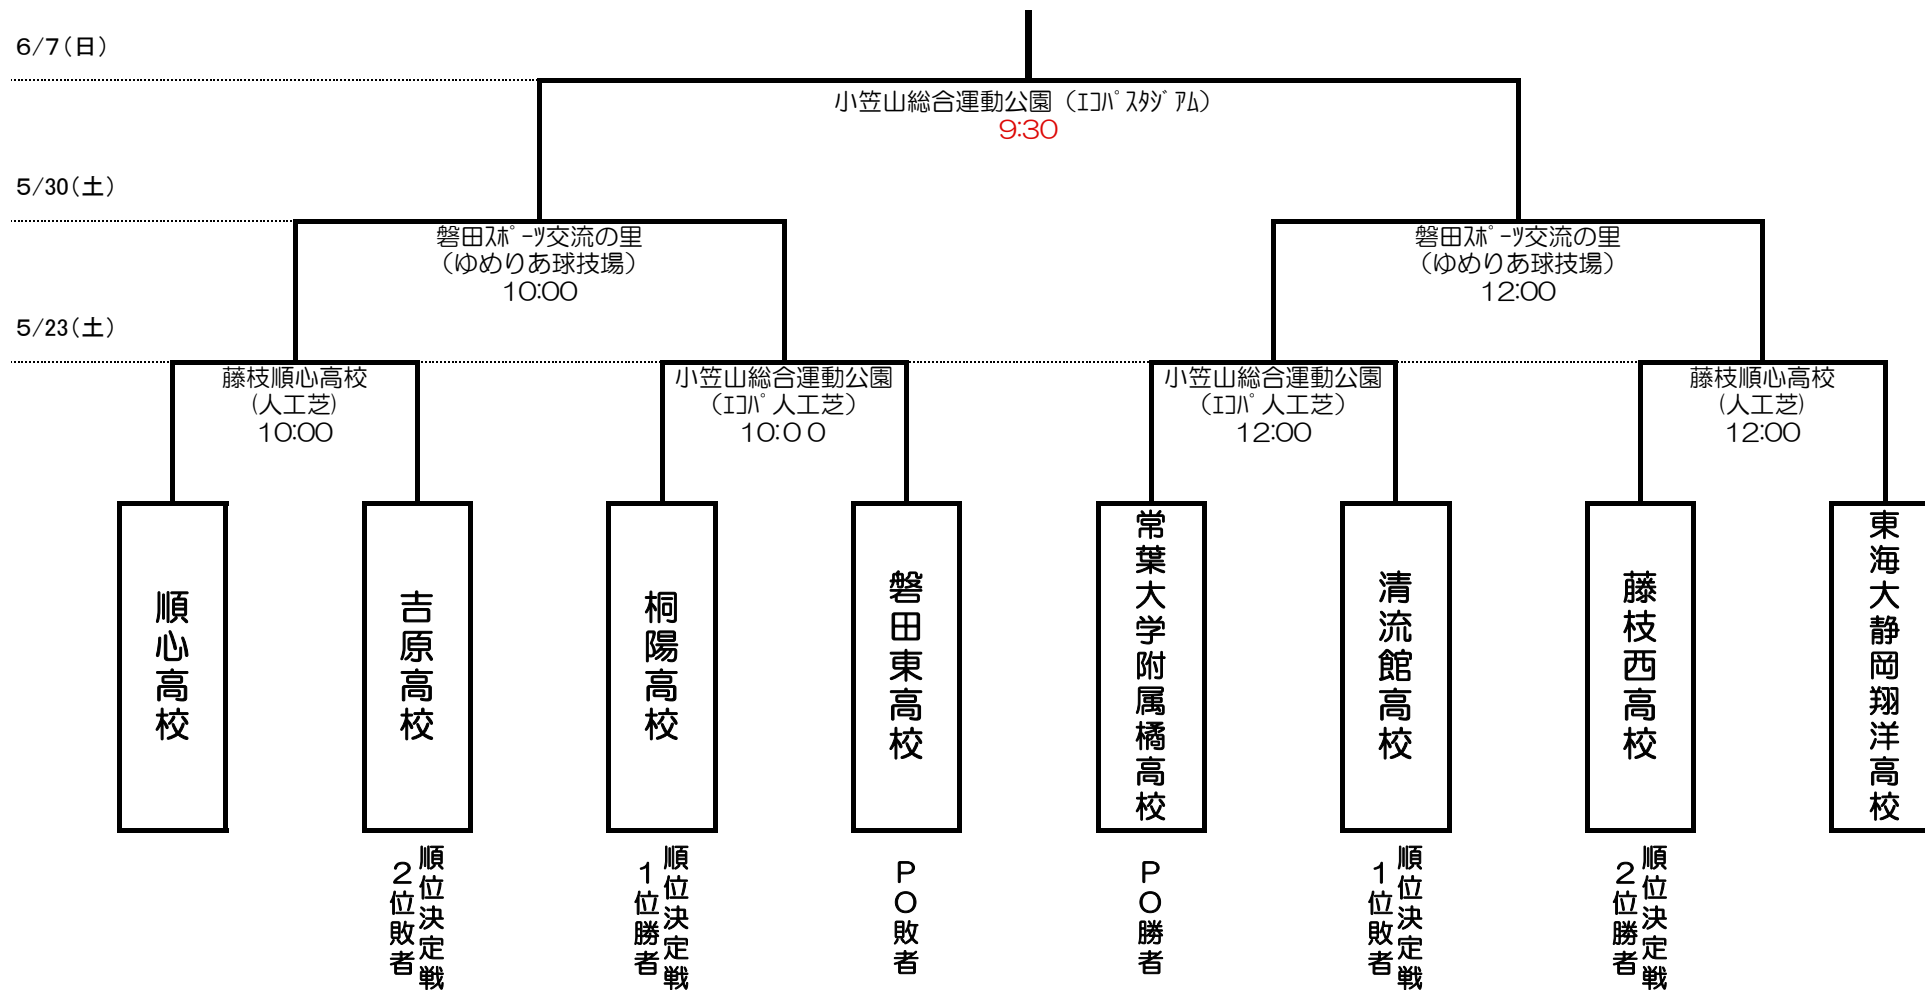 6/7(日)
小笠山総合運動公園（ｴｺﾊﾟｽﾀｼﾞｱﾑ）
9:30
5/30(土)
磐田ｽﾎﾟｰﾂ交流の里
（ゆめりあ球技場）
10:00
磐田ｽﾎﾟｰﾂ交流の里
（ゆめりあ球技場）
12:00
5/23(土)
藤枝順心高校
(人工芝)
10:00
小笠山総合運動公園
（ｴｺﾊﾟ人工芝）
10:00
小笠山総合運動公園
（ｴｺﾊﾟ人工芝）
12:00
藤枝順心高校
(人工芝)
12:00
順心高校
吉原高校
桐陽高校
磐田東高校
常葉大学附属橘高校
清流館高校
藤枝西高校
東海大静岡翔洋高校
順位決定戦
２位敗者
順位決定戦
１位勝者
ＰＯ敗者
ＰＯ勝者
順位決定戦
１位敗者
順位決定戦
２位勝者